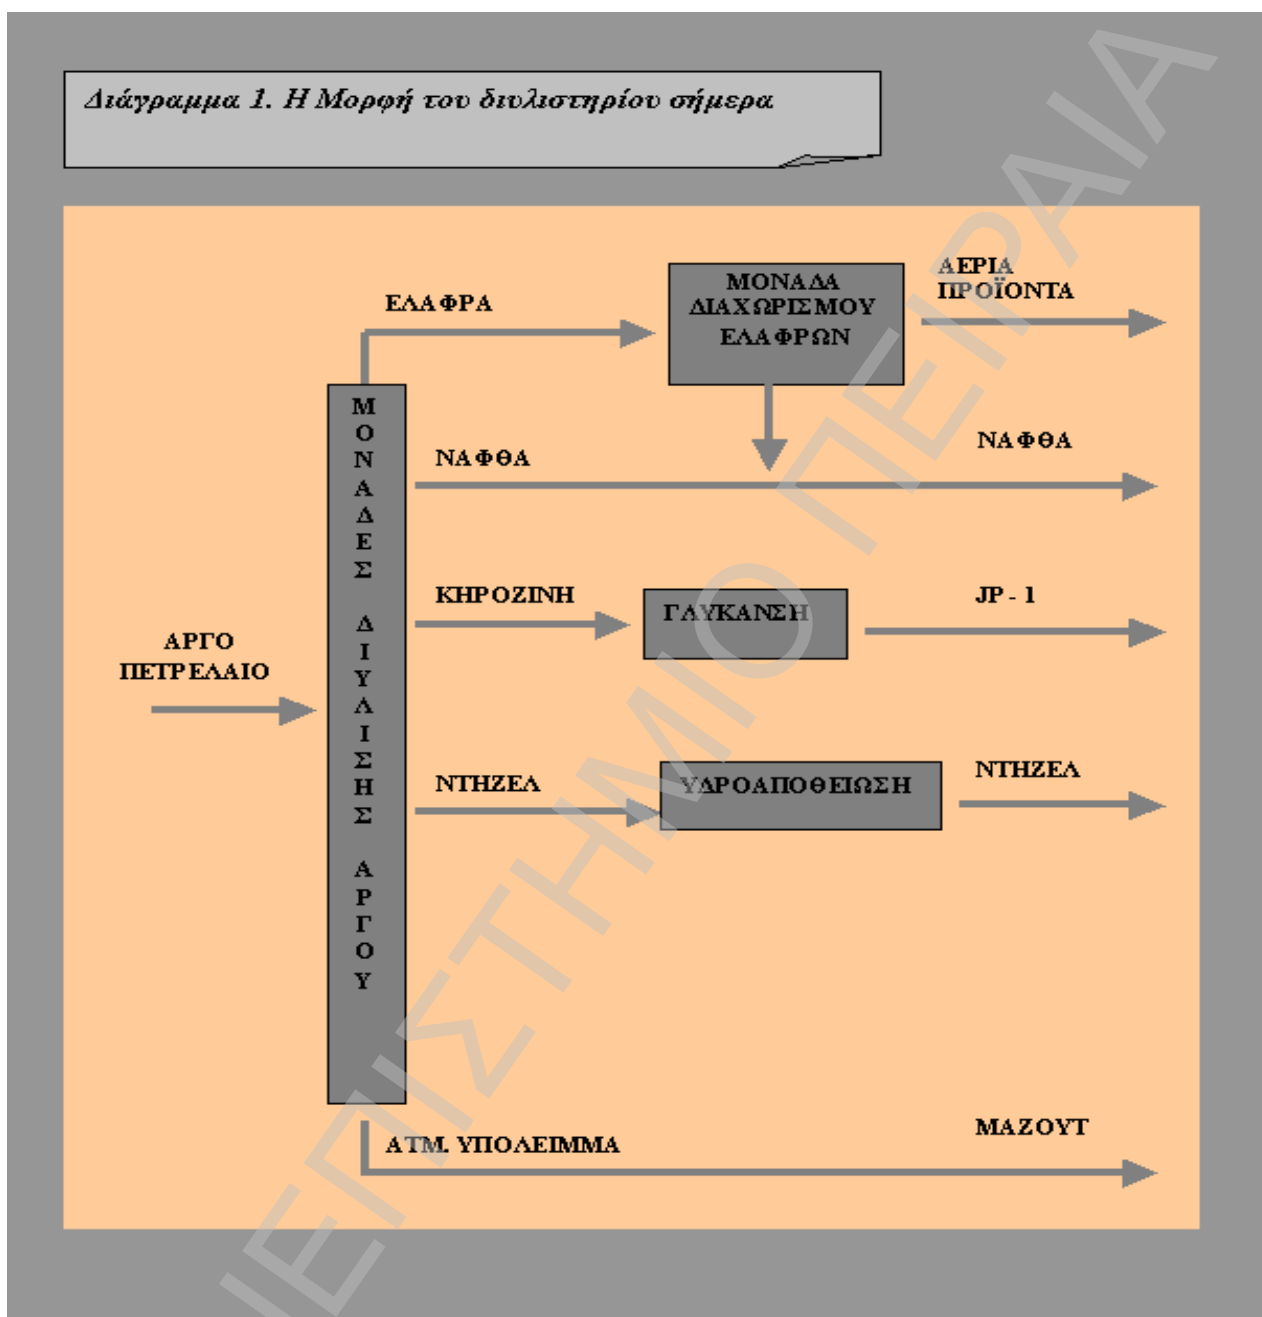 Διάγραμμα 1. Η Μορφή του διυλιστηρίου σήμερα
ΑΕΡΙΑ
ΠΡΟΪΟΝΤΑ
ΜΟΝΑΔΑ
ΔΙΑΧΩΡΙΣΜΟΥ
ΕΛΑΦΡΩΝ
ΕΛΑΦΡΑ
ΜΟΝΑΔΕΣ ΔΙΥΛΙΣΗΣ ΑΡΓΟΥ
ΝΑΦΘΑ
ΝΑΦΘΑ
ΚΗΡΟΖΙΝΗ
ΓΛΥΚΑΝΣΗ
JP - 1
ΑΡΓΟ
ΠΕΤΡΕΛΑΙΟ
ΝΤΗΖΕΛ
ΥΔΡΟΑΠΟΘΕΙΩΣΗ
ΝΤΗΖΕΛ
ΑΤΜ. ΥΠΟΛΕΙΜΜΑ
ΜΑΖΟΥΤ
ΠΕΙΡΑΙΑ